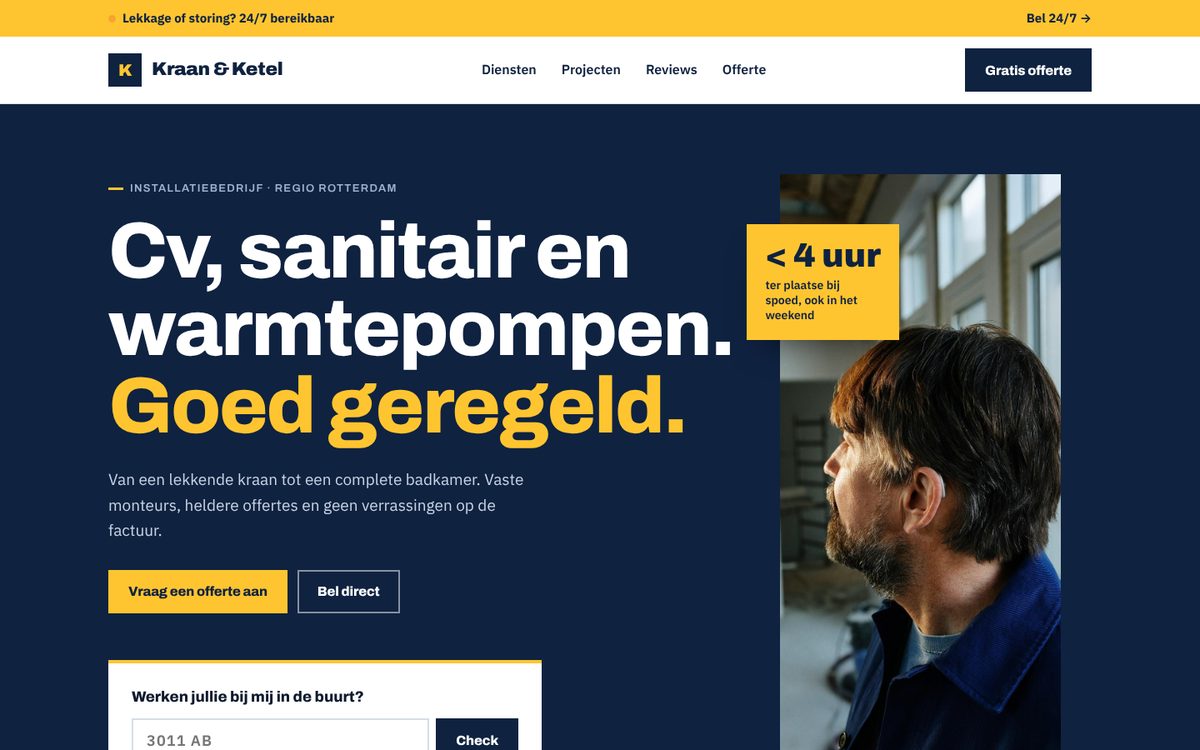 Lekkage of storing? 24/7 bereikbaar
Bel 24/7 →
K
Kraan & Ketel
Diensten
Projecten
Reviews
Offerte
Gratis offerte
INSTALLATIEBEDRIJF · REGIO ROTTERDAM
Cv, sanitair en
warmtepompen.
Goed geregeld.
< 4 uur
ter plaatse bij
spoed, ook in het
weekend
Van een lekkende kraan tot een complete badkamer. Vaste
monteurs, heldere offertes en geen verrassingen op de
factuur.
Vraag een offerte aan
Bel direct
Werken jullie bij mij in de buurt?
3011 AB
Check